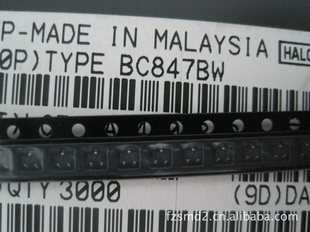 P-MADE IN MALAYSIA
HALO
0P)TYPE BC847BW
)QTY 3000
(9D)DA
fzsmd2.cn.alibaba.com